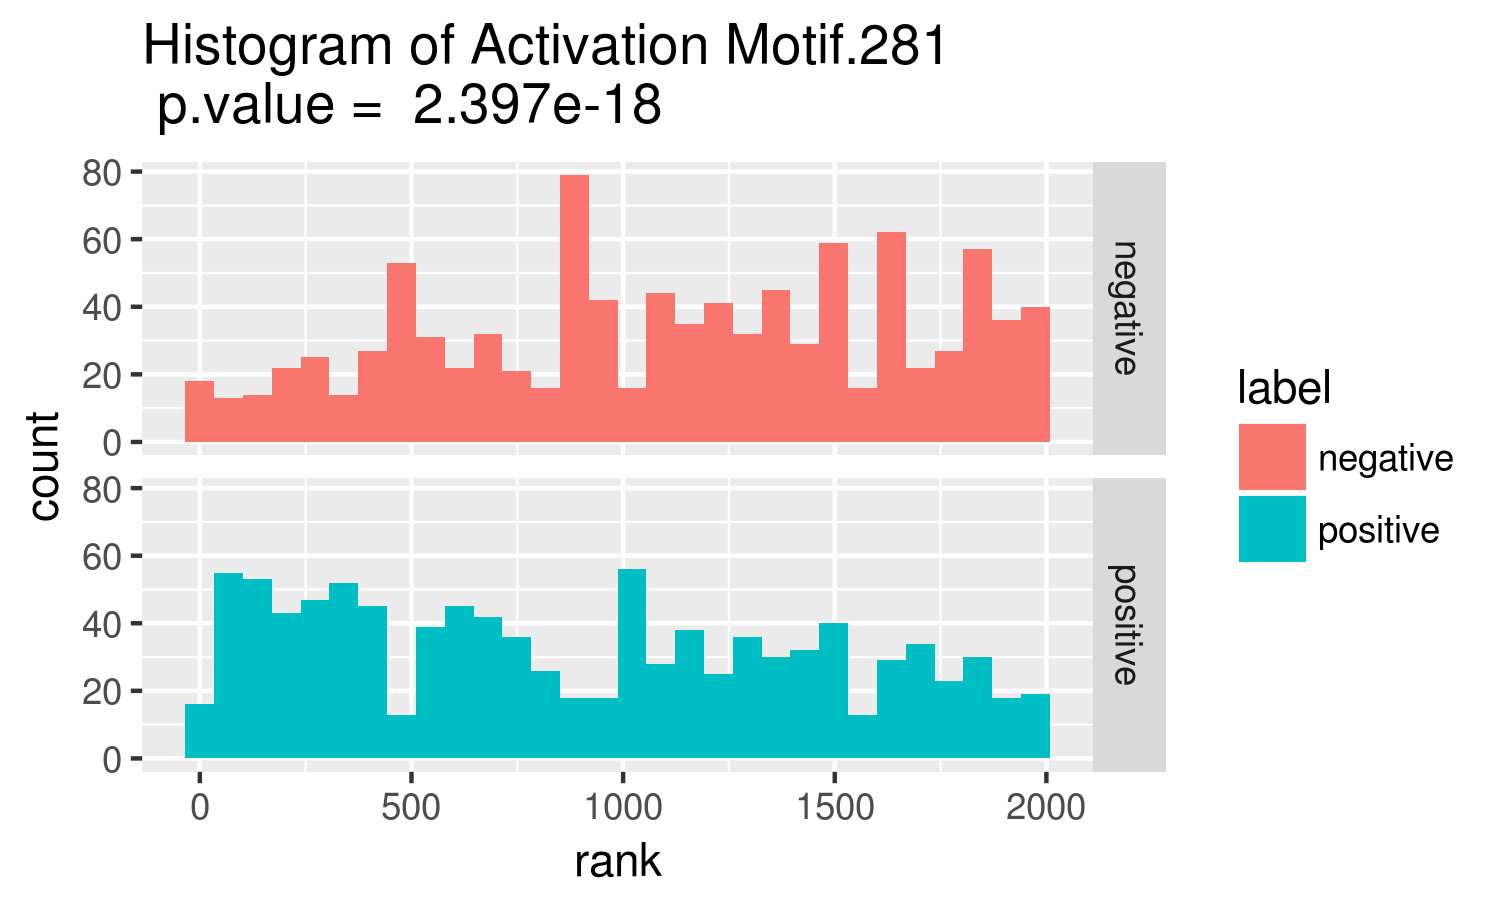 Histogram of Activation Motif.281
p.value =  2.397e-18
80
60
40
20
0
negative
80
60
40
20
0
positive
count
0 500 1000 1500 2000
rank
label
negative
positive